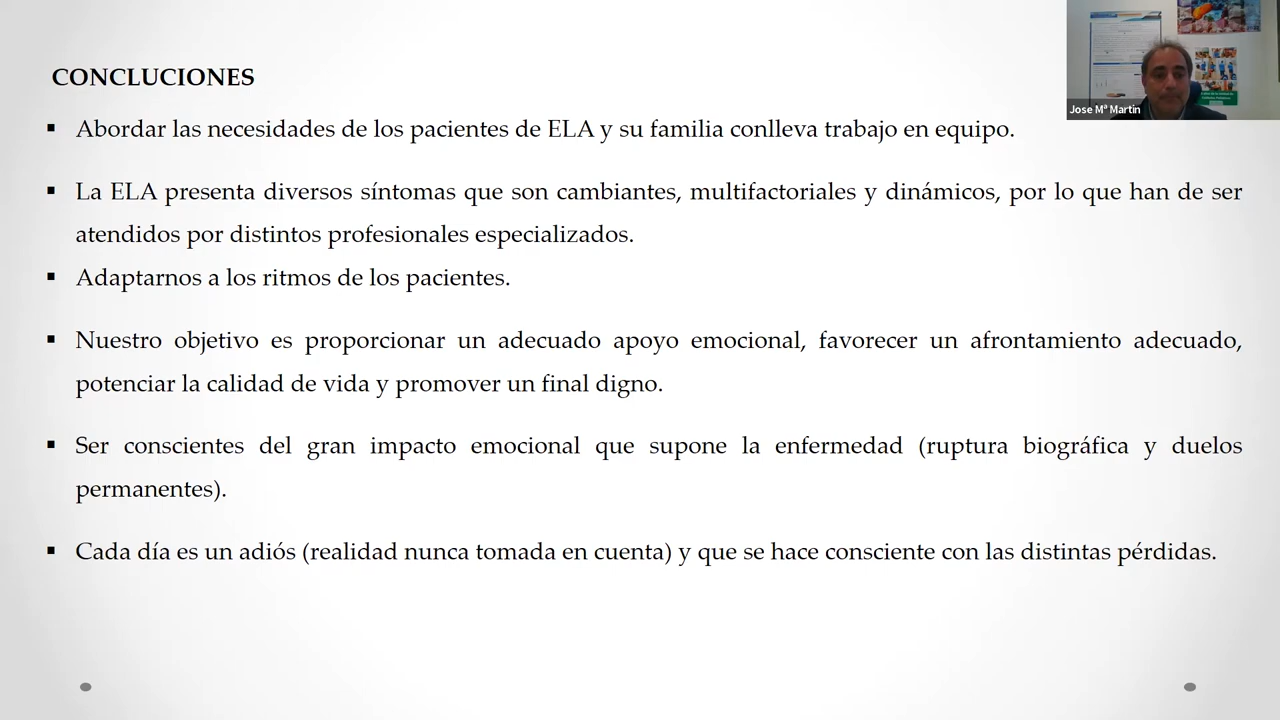 CONCLUCIONES
▪ Abordar las necesidades de los pacientes de ELA y su familia conlleva trabajo en equipo.
▪ La ELA presenta diversos síntomas que son cambiantes, multifactoriales y dinámicos, por lo que han de ser
atendidos por distintos profesionales especializados.
▪ Adaptarnos a los ritmos de los pacientes.
▪ Nuestro objetivo es proporcionar un adecuado apoyo emocional, favorecer un afrontamiento adecuado,
potenciar la calidad de vida y promover un final digno.
▪ Ser conscientes del gran impacto emocional que supone la enfermedad (ruptura biográfica y duelos
permanentes).
▪ Cada día es un adiós (realidad nunca tomada en cuenta) y que se hace consciente con las distintas pérdidas.
Jose Mª Martín